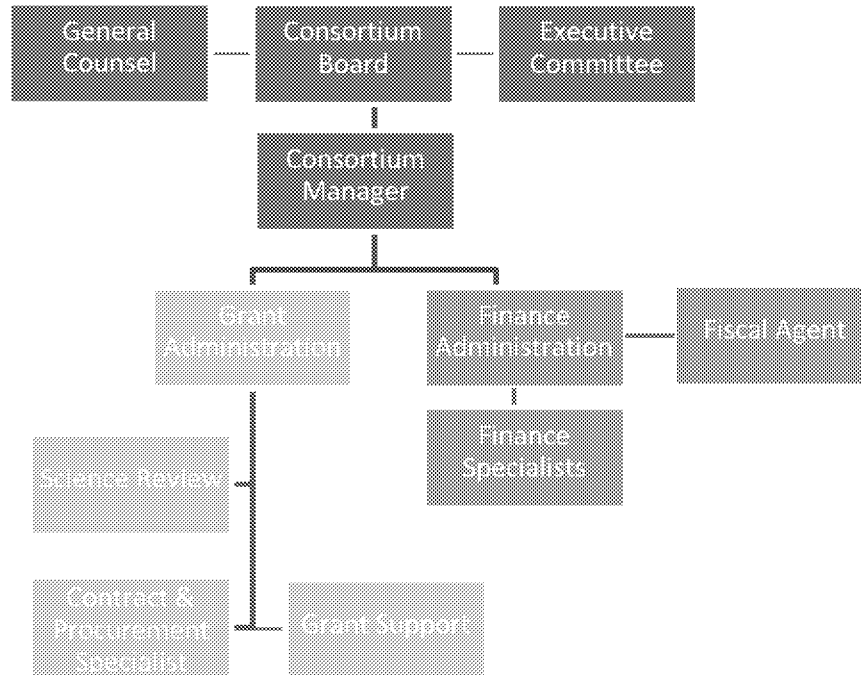 General
Counsel
Consortium
Board
Executive
Committee
Consortium
Manager
Grant
Administration
Finance
Administration
Fiscal Agent
Finance
Specialists
Science Review
Contract &
Procurement
Specialist
Grant Support